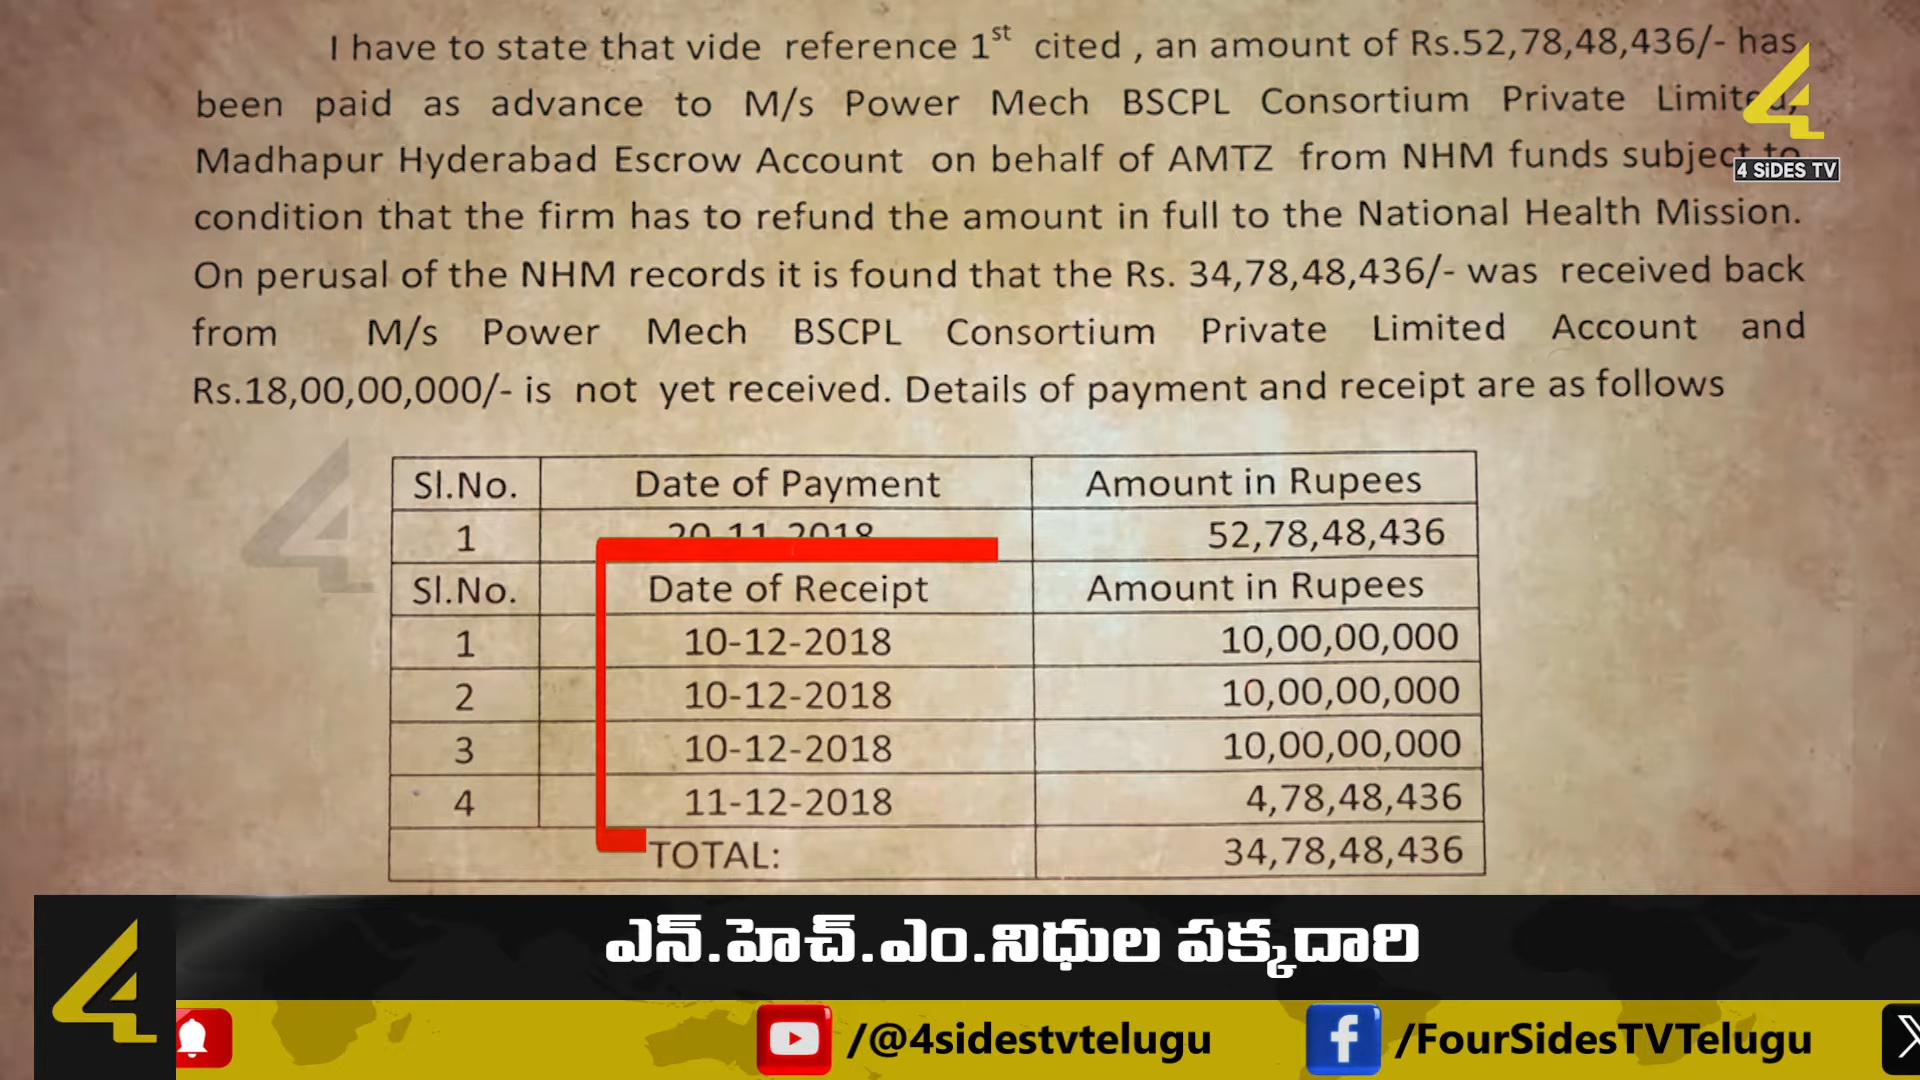 I have to state that vide reference 1st cited , an amount of Rs.52,78,48,436/- has
been paid as advance to M/s Power Mech BSCPL Consortium Private Limited,
Madhapur Hyderabad Escrow Account on behalf of AMTZ from NHM funds subject to
condition that the firm has to refund the amount in full to the National Health Mission.
On perusal of the NHM records it is found that the Rs. 34,78,48,436/- was received back
from M/s Power Mech BSCPL Consortium Private Limited Account and
Rs.18,00,00,000/- is not yet received. Details of payment and receipt are as follows
4 SiDES TV
Sl.No. Date of Payment Amount in Rupees
1 20-11-2018 52,78,48,436
Sl.No. Date of Receipt Amount in Rupees
1 10-12-2018 10,00,00,000
2 10-12-2018 10,00,00,000
3 10-12-2018 10,00,00,000
4 11-12-2018 4,78,48,436
TOTAL: 34,78,48,436
ఎన్.హెచ్.ఎం.నిధుల పక్కదారి
/@4sidestvtelugu /FourSidesTVTelugu